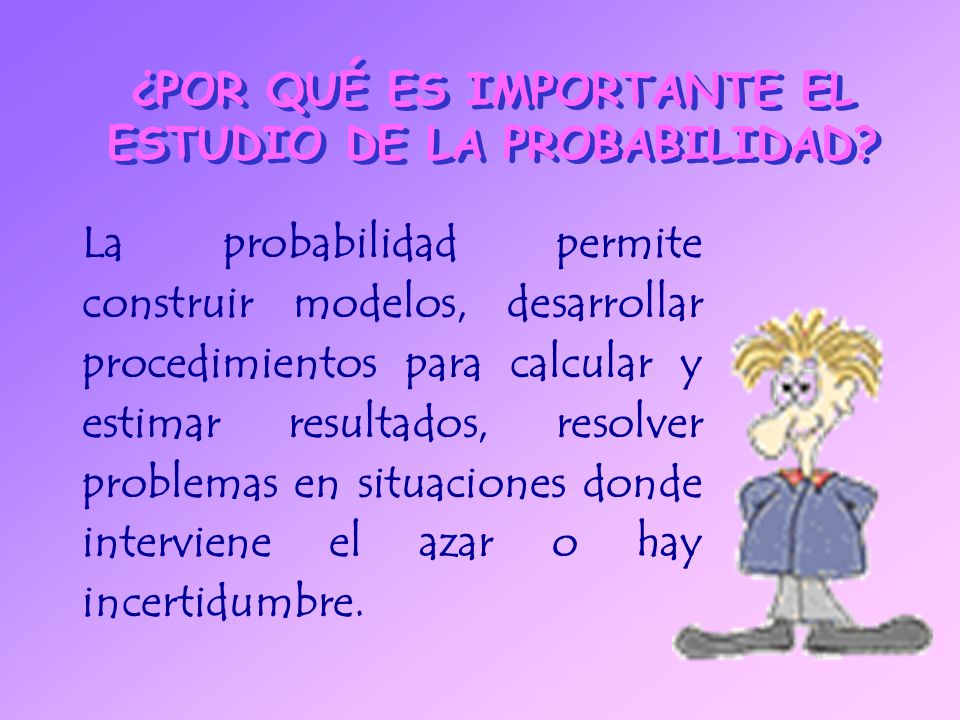 ¿POR QUÉ ES IMPORTANTE EL
ESTUDIO DE LA PROBABILIDAD?
La probabilidad permite
construir modelos, desarrollar
procedimientos para calcular y
estimar resultados, resolver
problemas en situaciones donde
interviene el azar o hay
incertidumbre.